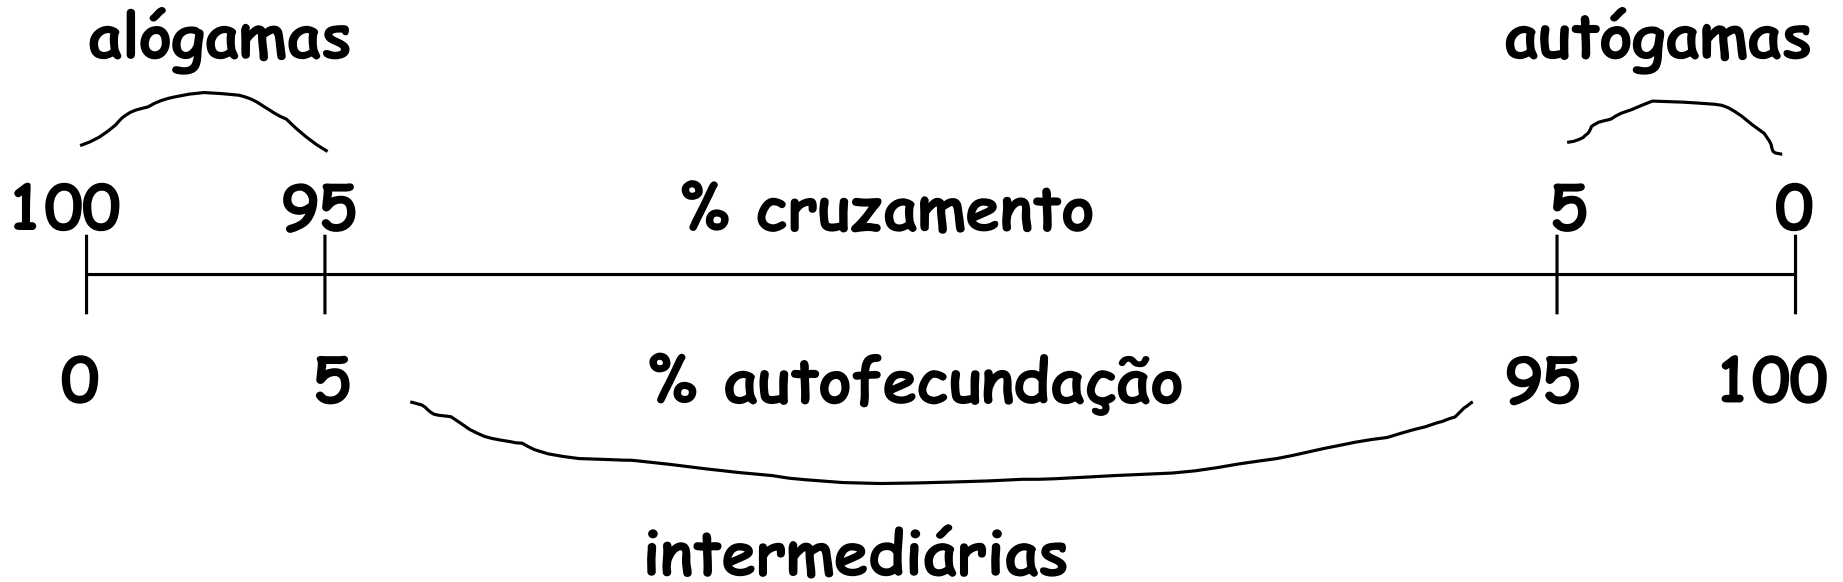 alógamas autógamas
100 95 % cruzamento 5 0
0 5 % autofecundação 95 100
intermediárias